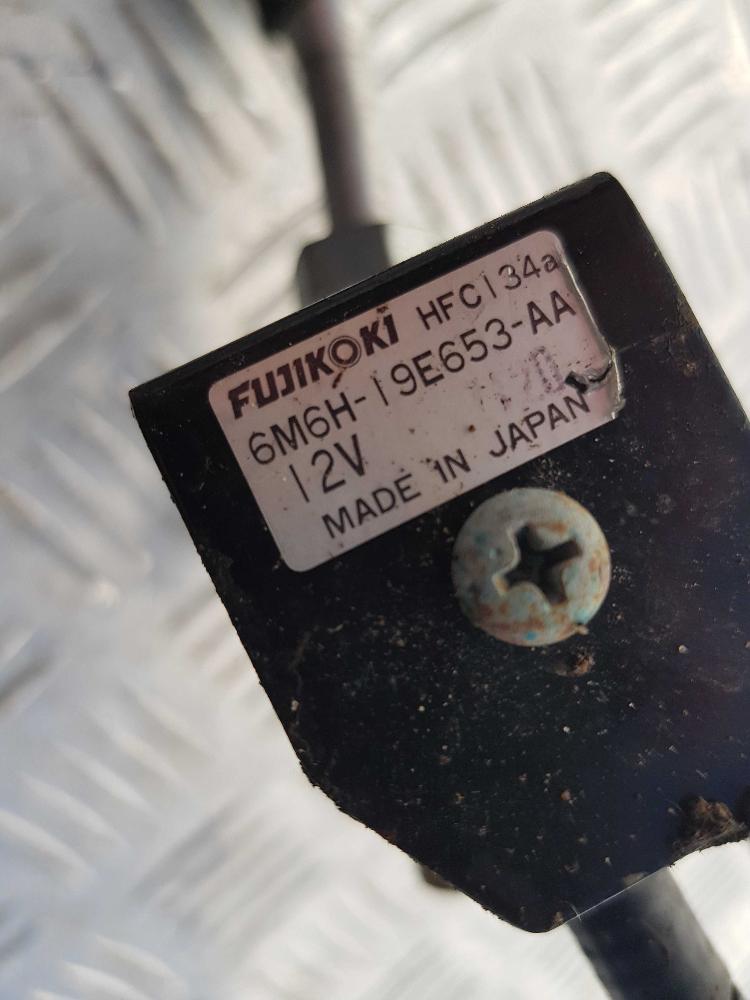 FUJIKOKI HFC134a
6M6H-19E653-AA
12V
MADE IN JAPAN